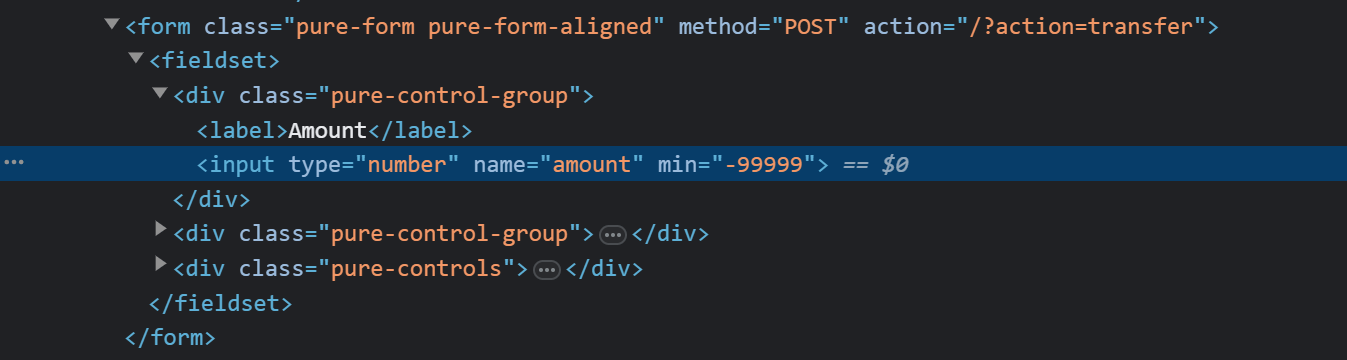 <form class="pure-form pure-form-aligned" method="POST" action="/?action=transfer">
<fieldset>
<div class="pure-control-group">
<label>Amount</label>
<input type="number" name="amount" min="-99999"> == $0
</div>
<div class="pure-control-group">…</div>
<div class="pure-controls">…</div>
</fieldset>
</form>